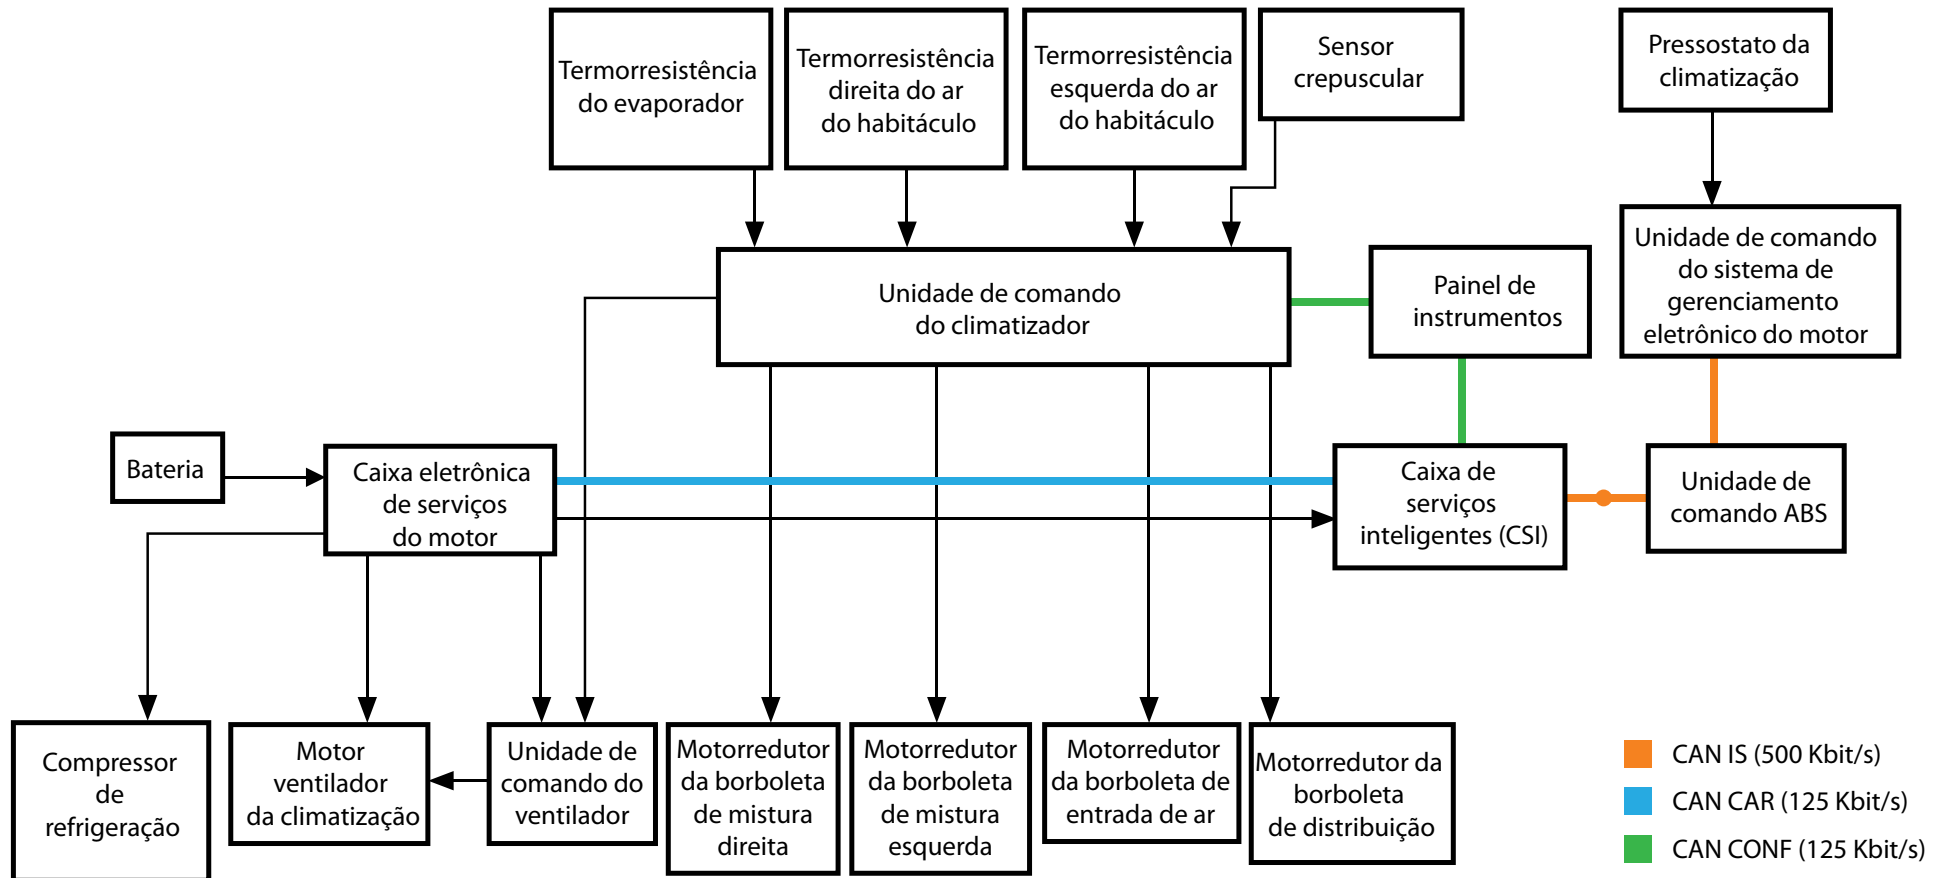 Termorresistência
do evaporador
Termorresistência
direita do ar
do habitáculo
Termorresistência
esquerda do ar
do habitáculo
Sensor
crepuscular
Pressostato da
climatização
Unidade de comando
do climatizador
Painel de
instrumentos
Unidade de comando
do sistema de
gerenciamento
eletrônico do motor
Bateria
Caixa eletrônica
de serviços
do motor
Caixa de
serviços
inteligentes (CSI)
Unidade de
comando ABS
Compressor
de
refrigeração
Motor
ventilador
da climatização
Unidade de
comando do
ventilador
Motorredutor
da borboleta
de mistura
direita
Motorredutor
da borboleta
de mistura
esquerda
Motorredutor
da borboleta de
entrada de ar
Motorredutor da
borboleta
de distribuição
CAN IS (500 Kbit/s)
CAN CAR (125 Kbit/s)
CAN CONF (125 Kbit/s)